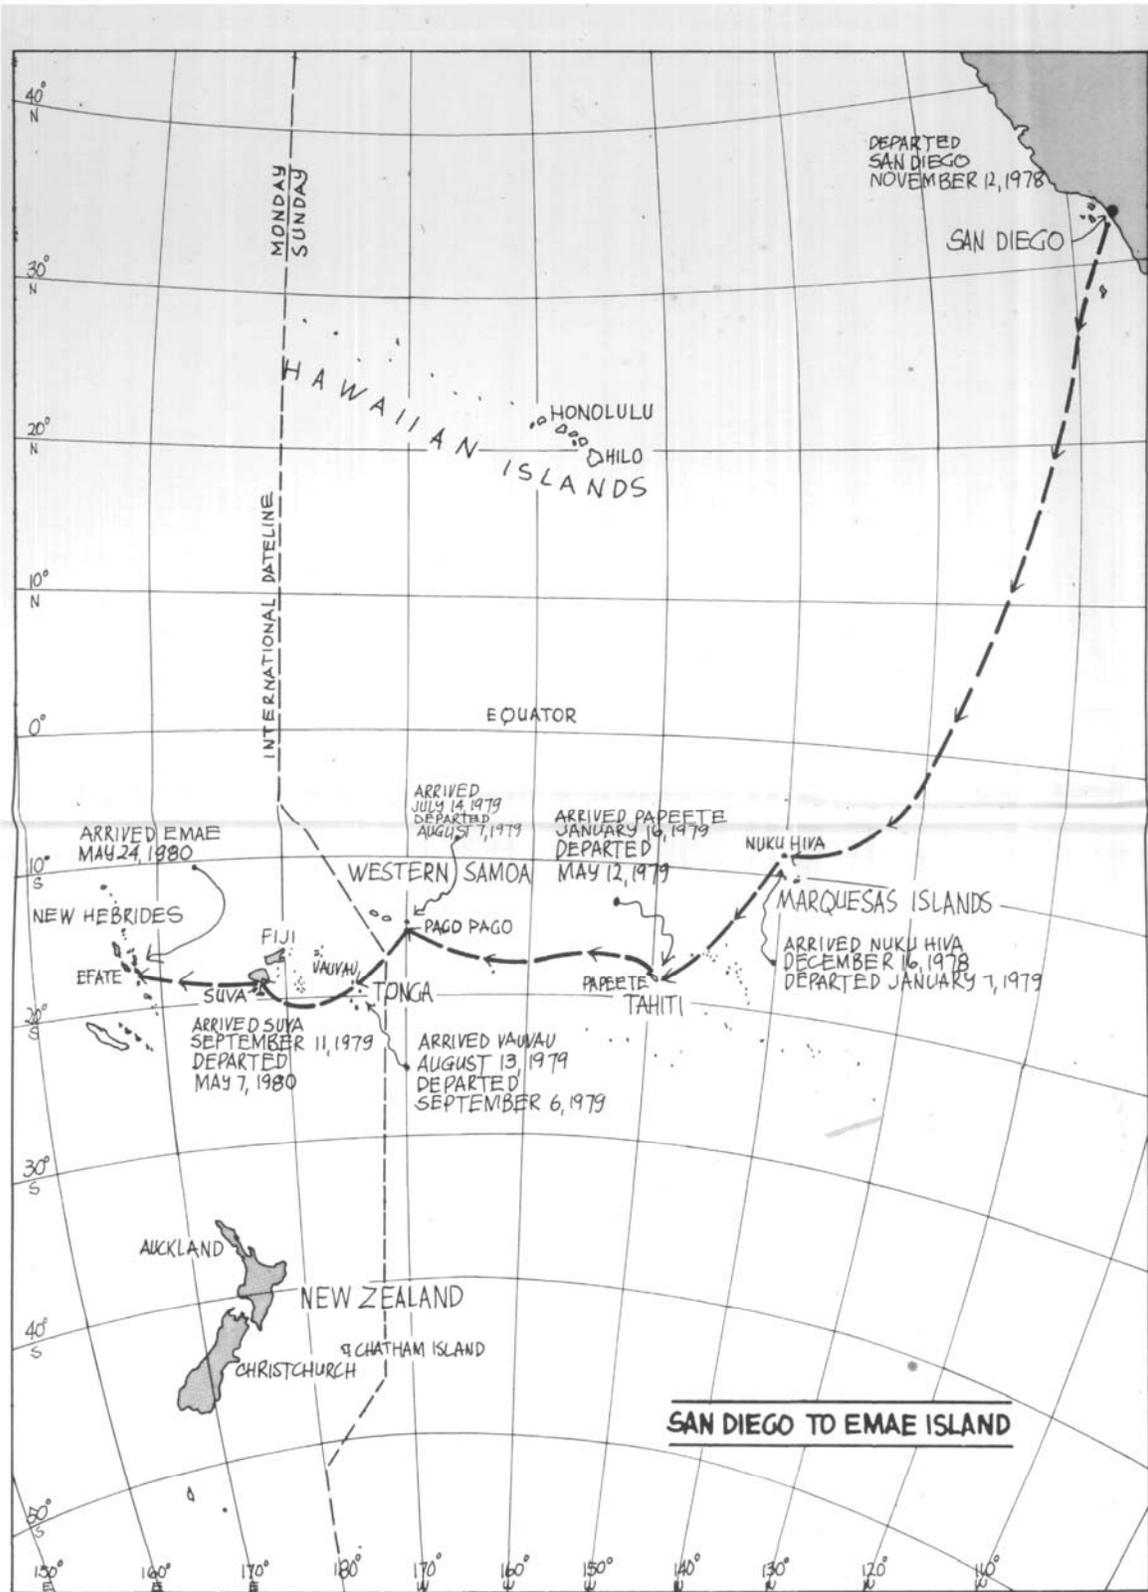 40°
N
DEPARTED
SAN DIEGO
NOVEMBER 12, 1978
MONDAY
SUNDAY
SAN DIEGO
30°
N
HAWAIIAN ISLANDS
HONOLULU
HILO
20°
N
INTERNATIONAL DATELINE
10°
N
EQUATOR
0°
ARRIVED
JULY 14, 1979
DEPARTED
AUGUST 7, 1979
ARRIVED PAPEETE
JANUARY 16, 1979
DEPARTED
MAY 12, 1979
ARRIVED EMAE
MAY 24, 1980
NUKU HIVA
10°
S
WESTERN SAMOA
MARQUESAS ISLANDS
NEW HEBRIDES
PAGO PAGO
FIJI
ARRIVED NUKU HIVA
DECEMBER 16, 1978
DEPARTED JANUARY 7, 1979
VAUVAU
EFATE
SUVA
TONGA
PAPEETE
TAHITI
20°
S
ARRIVED SUVA
SEPTEMBER 11, 1979
DEPARTED
MAY 7, 1980
ARRIVED VAUVAU
AUGUST 13, 1979
DEPARTED
SEPTEMBER 6, 1979
30°
S
AUCKLAND
NEW ZEALAND
40°
S
CHATHAM ISLAND
CHRISTCHURCH
SAN DIEGO TO EMAE ISLAND
50°
S
150°
E
160°
E
170°
E
180°
170°
W
160°
W
150°
W
140°
W
130°
W
120°
W
110°
W